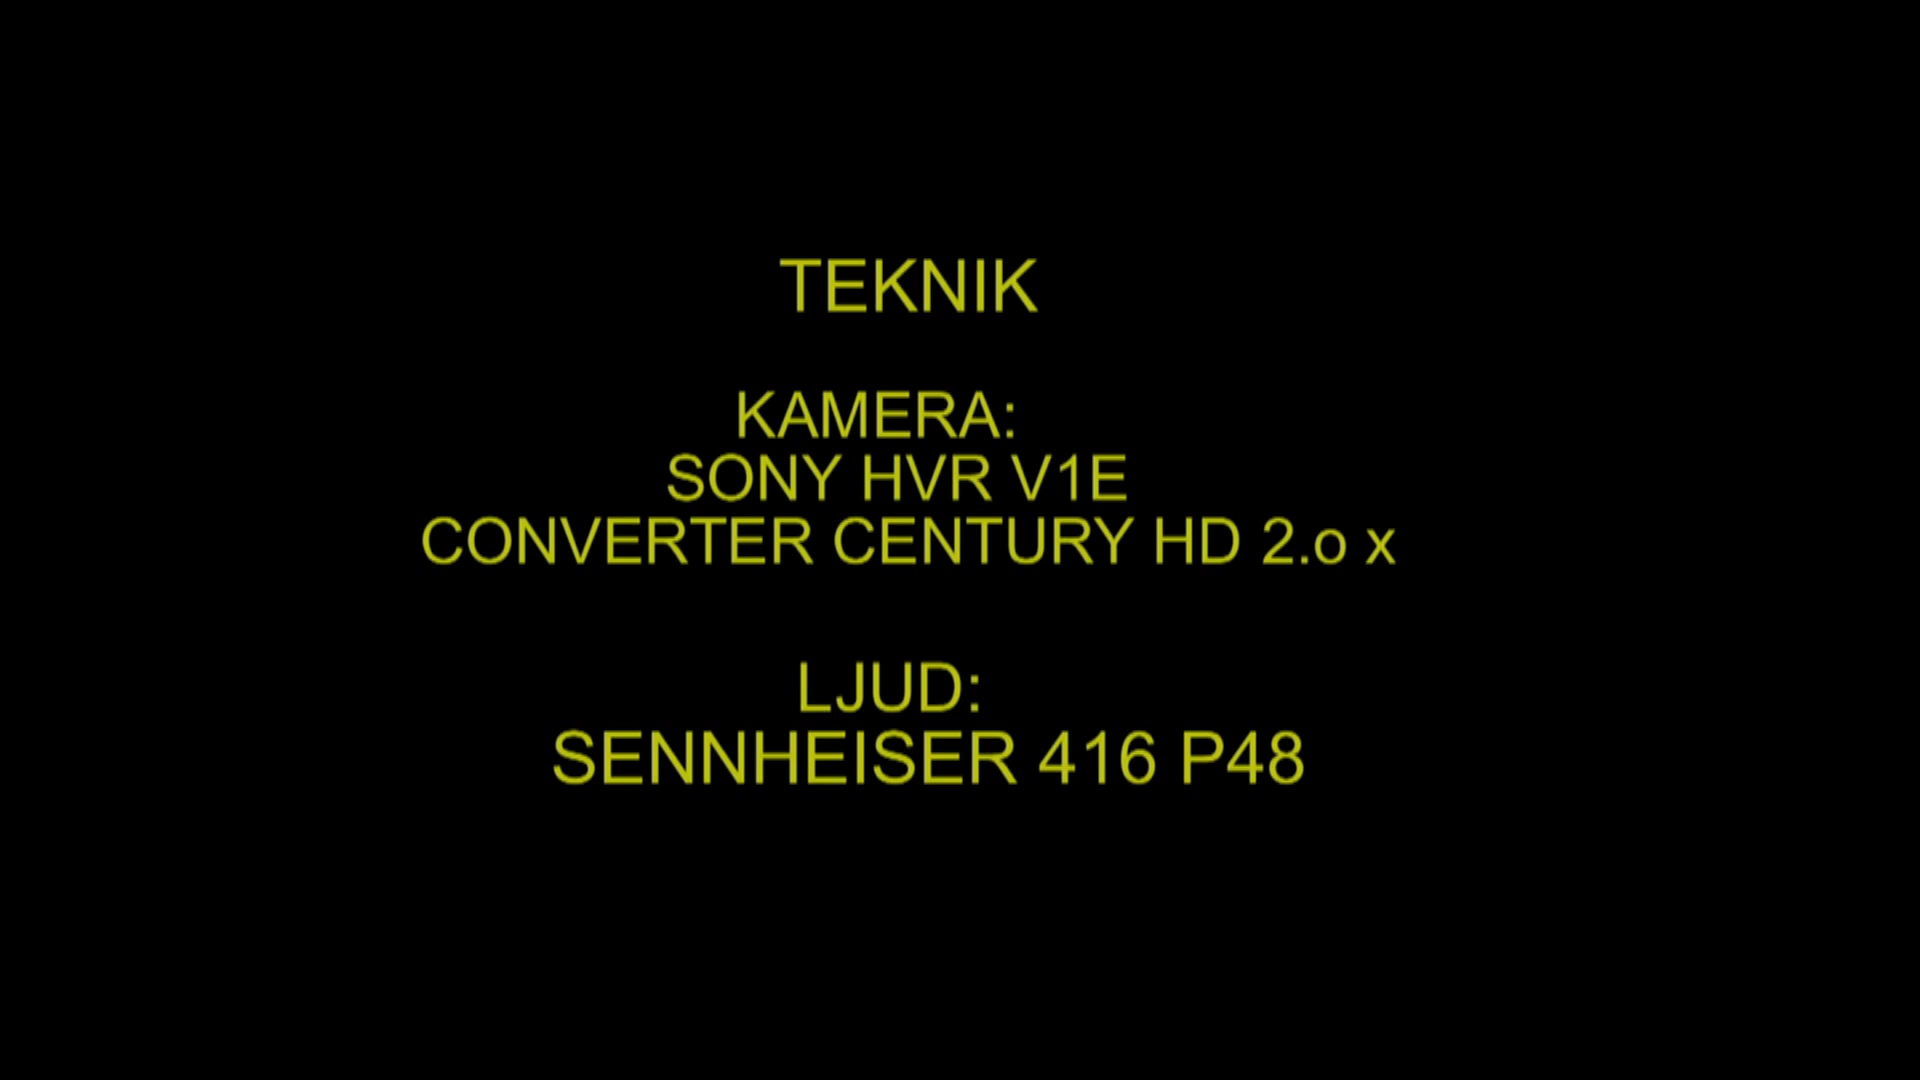 TEKNIK
KAMERA:
SONY HVR V1E
CONVERTER CENTURY HD 2.o x
LJUD:
SENNHEISER 416 P48